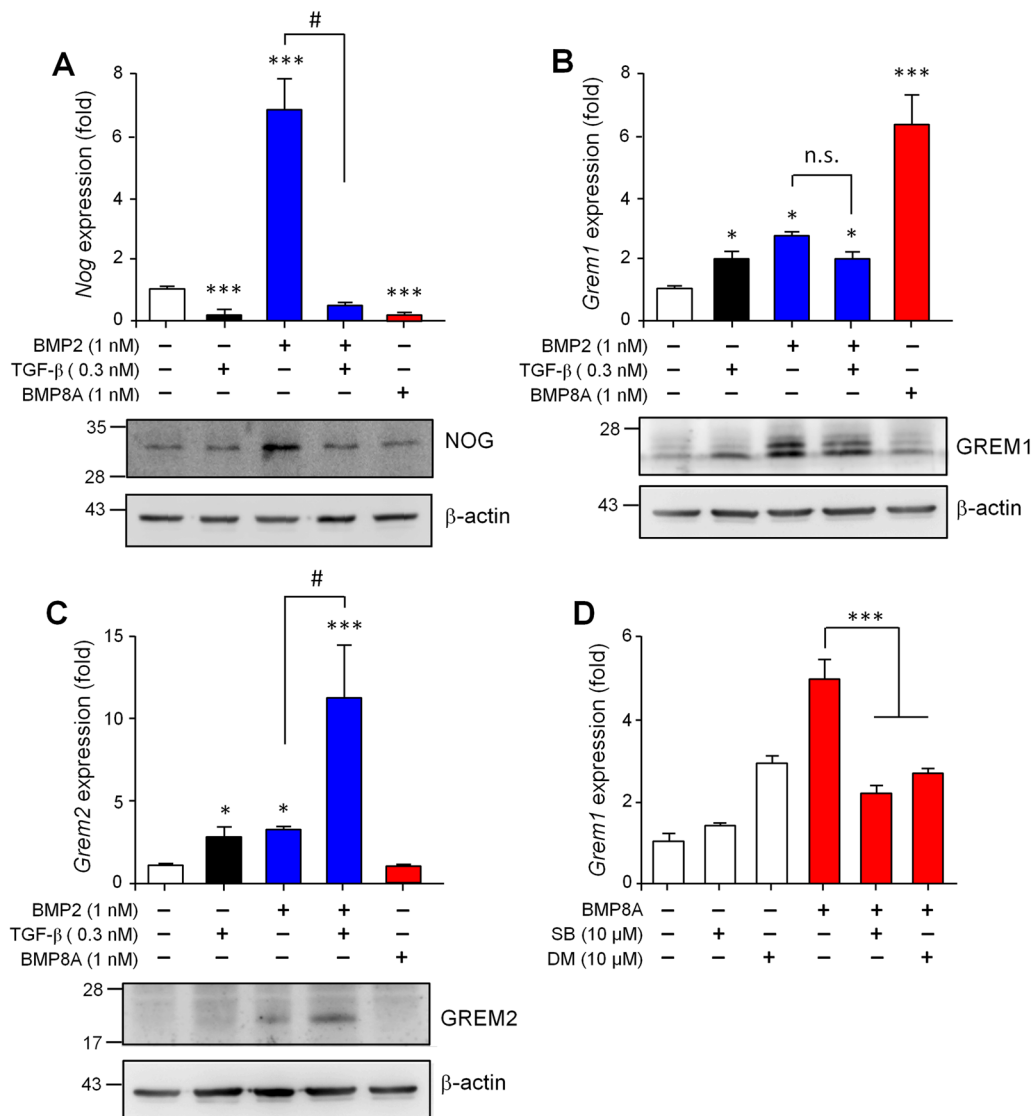 A
Nog expression (fold)
8
6
4
2
0
***
***
#
***
BMP2 (1 nM) – – + + –
TGF-β ( 0.3 nM) – + – + –
BMP8A (1 nM) – – – – +
35
28
NOG
43
β-actin
B
Grem1 expression (fold)
8
6
4
2
0
*
*
n.s.
*
***
BMP2 (1 nM) – – + + –
TGF-β ( 0.3 nM) – + – + –
BMP8A (1 nM) – – – – +
28
GREM1
43
β-actin
C
Grem2 expression (fold)
15
10
5
0
*
*
#
***
BMP2 (1 nM) – – + + –
TGF-β ( 0.3 nM) – + – + –
BMP8A (1 nM) – – – – +
28
17
GREM2
43
β-actin
D
Grem1 expression (fold)
6
4
2
0
***
BMP8A – – – + + +
SB (10 µM) – + – – + –
DM (10 µM) – – + – – +